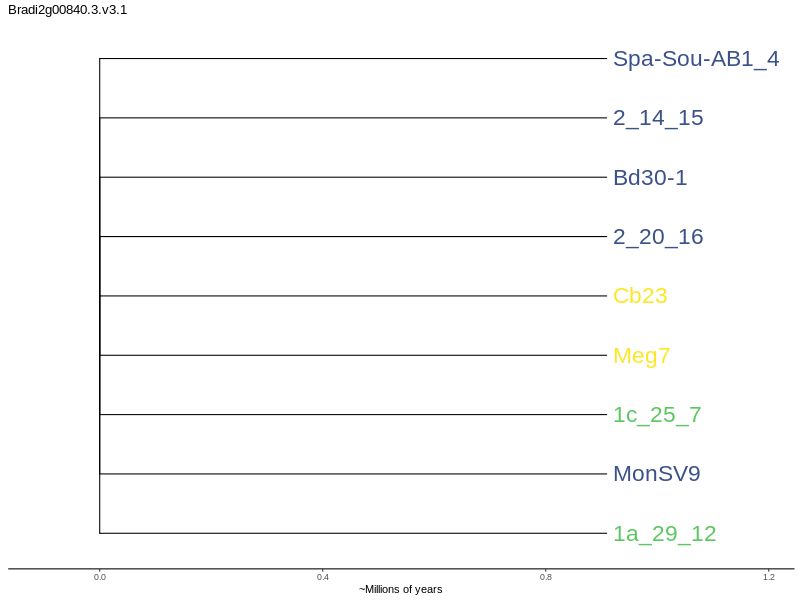 Bradi2g00840.3.v3.1
Spa-Sou-AB1_4
2_14_15
Bd30-1
2_20_16
Cb23
Meg7
1c_25_7
MonSV9
1a_29_12
0.0 0.4 0.8 1.2
~Millions of years